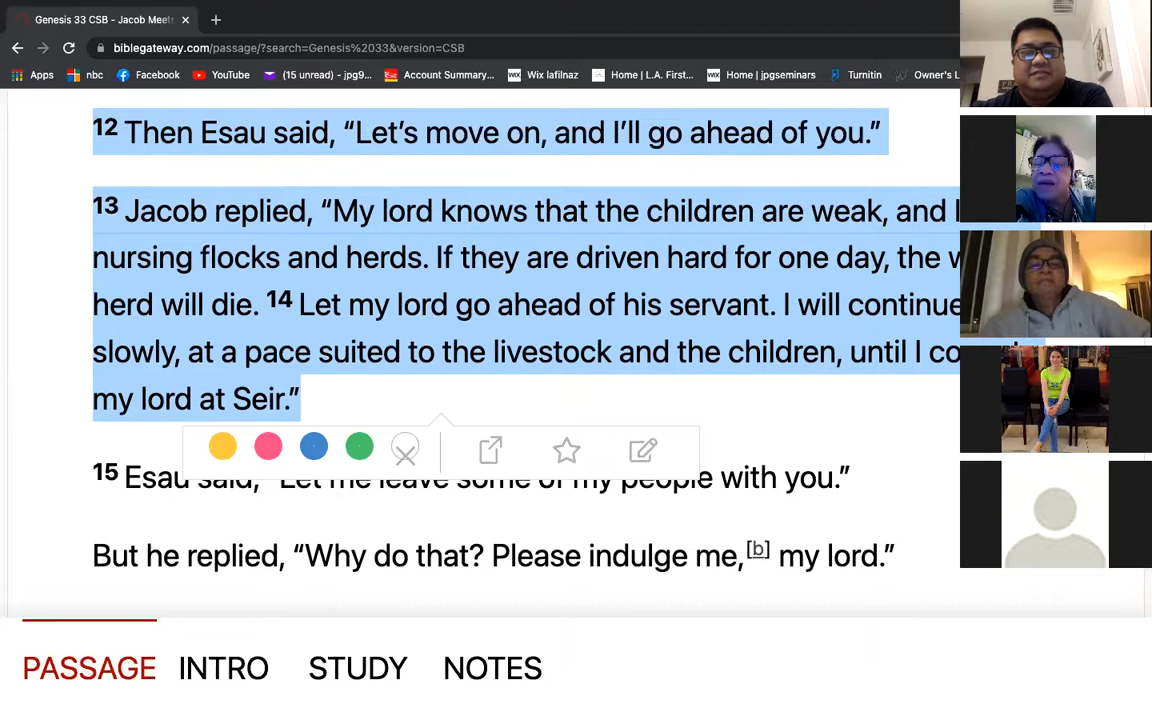 Genesis 33 CSB - Jacob Meets
biblegateway.com/passage/?search=Genesis%2033&version=CSB
Apps nbc Facebook YouTube (15 unread) - jpg9... Account Summary... Wix lafilnaz Home | L.A. First... Home | jpgseminars Turnitin Owner's L
12 Then Esau said, “Let’s move on, and I’ll go ahead of you.”
13 Jacob replied, “My lord knows that the children are weak, and I
nursing flocks and herds. If they are driven hard for one day, the w
herd will die. 14 Let my lord go ahead of his servant. I will continue
slowly, at a pace suited to the livestock and the children, until I co
my lord at Seir.”
15 Esau said, “Let me leave some of my people with you.”
But he replied, “Why do that? Please indulge me,[b] my lord.”
PASSAGE INTRO STUDY NOTES